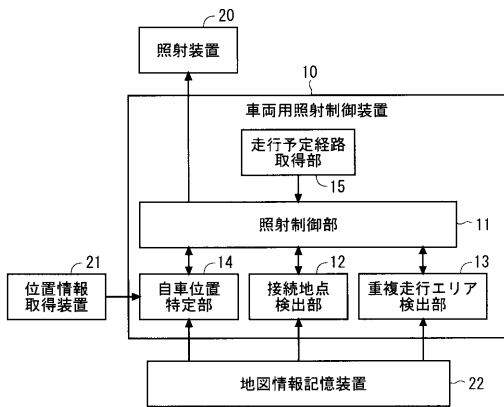 20
照射装置
10
車両用照射制御装置
走行予定経路
取得部
15
照射制御部
11
21
位置情報
取得装置
14
自車位置
特定部
12
接続地点
検出部
13
重複走行エリア
検出部
地図情報記憶装置
22